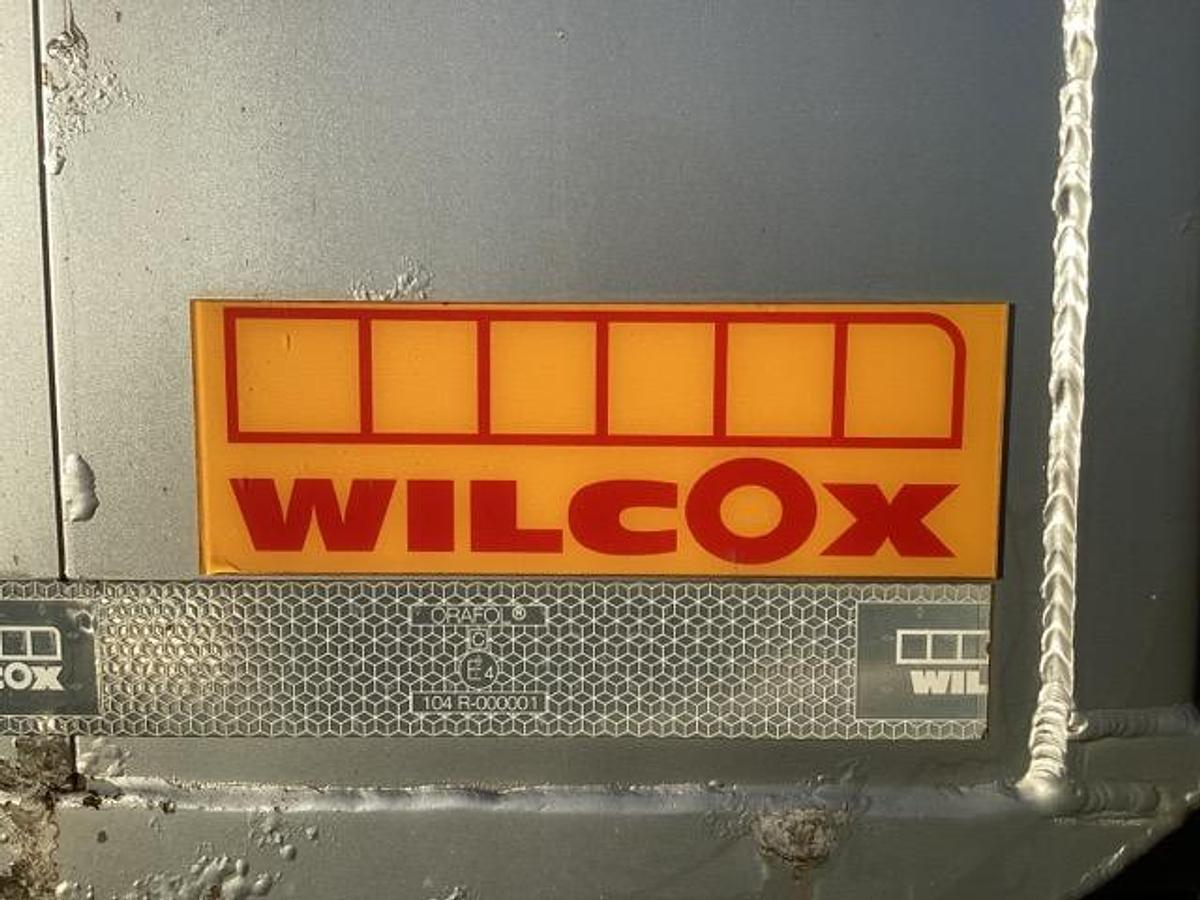 WILCOX
ORAFOL®
C
E4
104 R-000001
COX
WIL